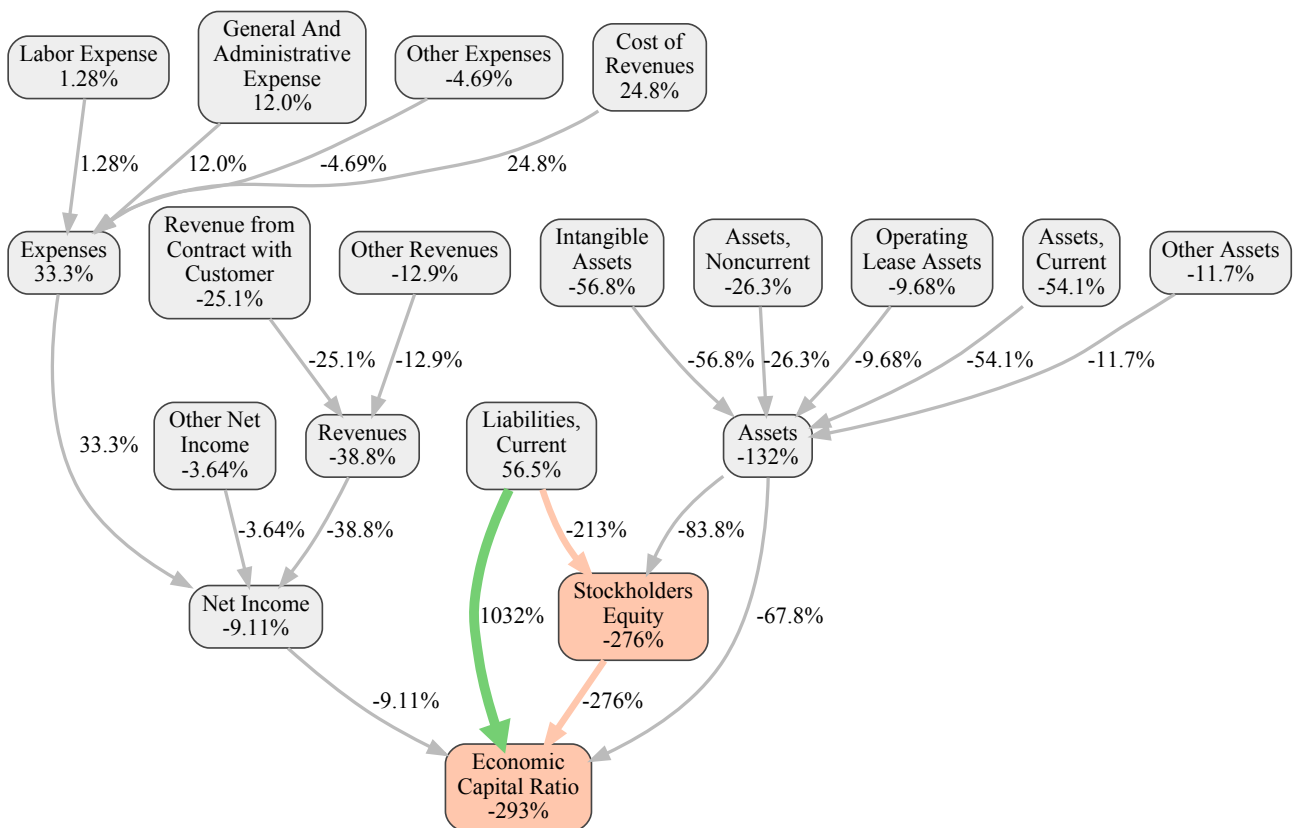 Labor Expense
1.28%
General And
Administrative
Expense
12.0%
Other Expenses
-4.69%
Cost of
Revenues
24.8%
1.28%
12.0%
-4.69%
24.8%
Expenses
33.3%
Revenue from
Contract with
Customer
-25.1%
Other Revenues
-12.9%
Intangible
Assets
-56.8%
Assets,
Noncurrent
-26.3%
Operating
Lease Assets
-9.68%
Assets,
Current
-54.1%
Other Assets
-11.7%
-25.1%
-12.9%
-56.8%
-26.3%
-9.68%
-54.1%
-11.7%
33.3%
Other Net
Income
-3.64%
Revenues
-38.8%
Liabilities,
Current
56.5%
Assets
-132%
-3.64%
-38.8%
-213%
-83.8%
Net Income
-9.11%
1032%
Stockholders
Equity
-276%
-67.8%
-9.11%
-276%
Economic
Capital Ratio
-293%